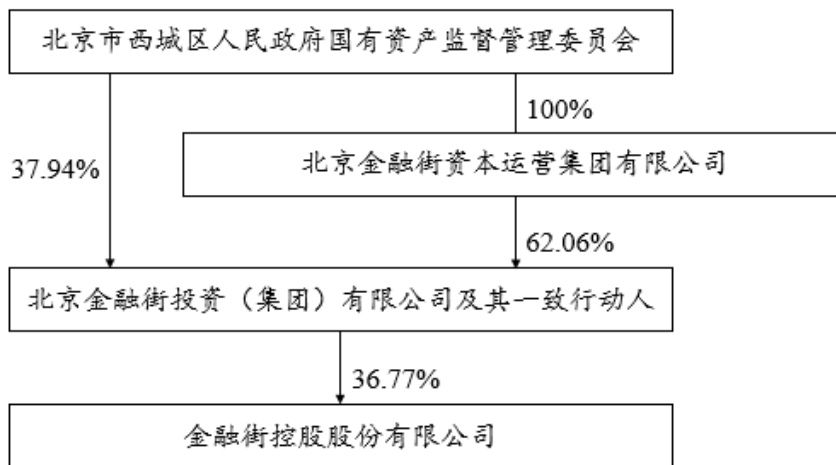 北京市西城区人民政府国有资产监督管理委员会
100%
北京金融街资本运营集团有限公司
37.94%
62.06%
北京金融街投资（集团）有限公司及其一致行动人
36.77%
金融街控股股份有限公司